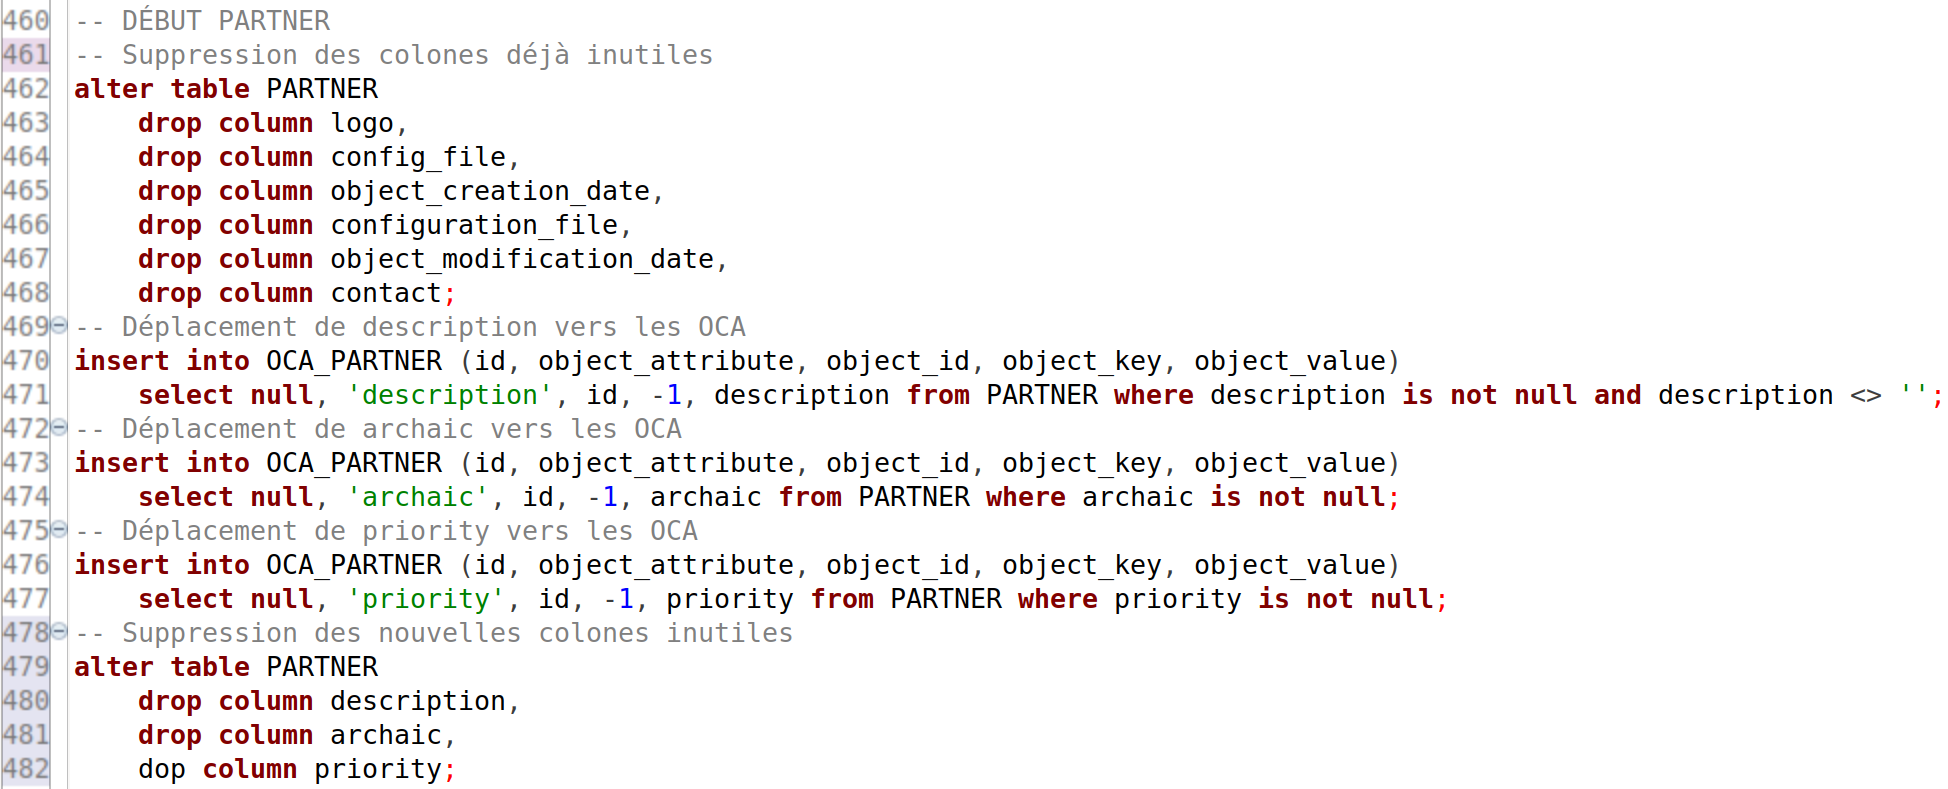 460 -- DÉBUT PARTNER
461 -- Suppression des colones déjà inutiles
462 alter table PARTNER
463     drop column logo,
464     drop column config_file,
465     drop column object_creation_date,
466     drop column configuration_file,
467     drop column object_modification_date,
468     drop column contact;
469 -- Déplacement de description vers les OCA
470 insert into OCA_PARTNER (id, object_attribute, object_id, object_key, object_value)
471     select null, 'description', id, -1, description from PARTNER where description is not null and description <> '';
472 -- Déplacement de archaic vers les OCA
473 insert into OCA_PARTNER (id, object_attribute, object_id, object_key, object_value)
474     select null, 'archaic', id, -1, archaic from PARTNER where archaic is not null;
475 -- Déplacement de priority vers les OCA
476 insert into OCA_PARTNER (id, object_attribute, object_id, object_key, object_value)
477     select null, 'priority', id, -1, priority from PARTNER where priority is not null;
478 -- Suppression des nouvelles colones inutiles
479 alter table PARTNER
480     drop column description,
481     drop column archaic,
482     dop column priority;